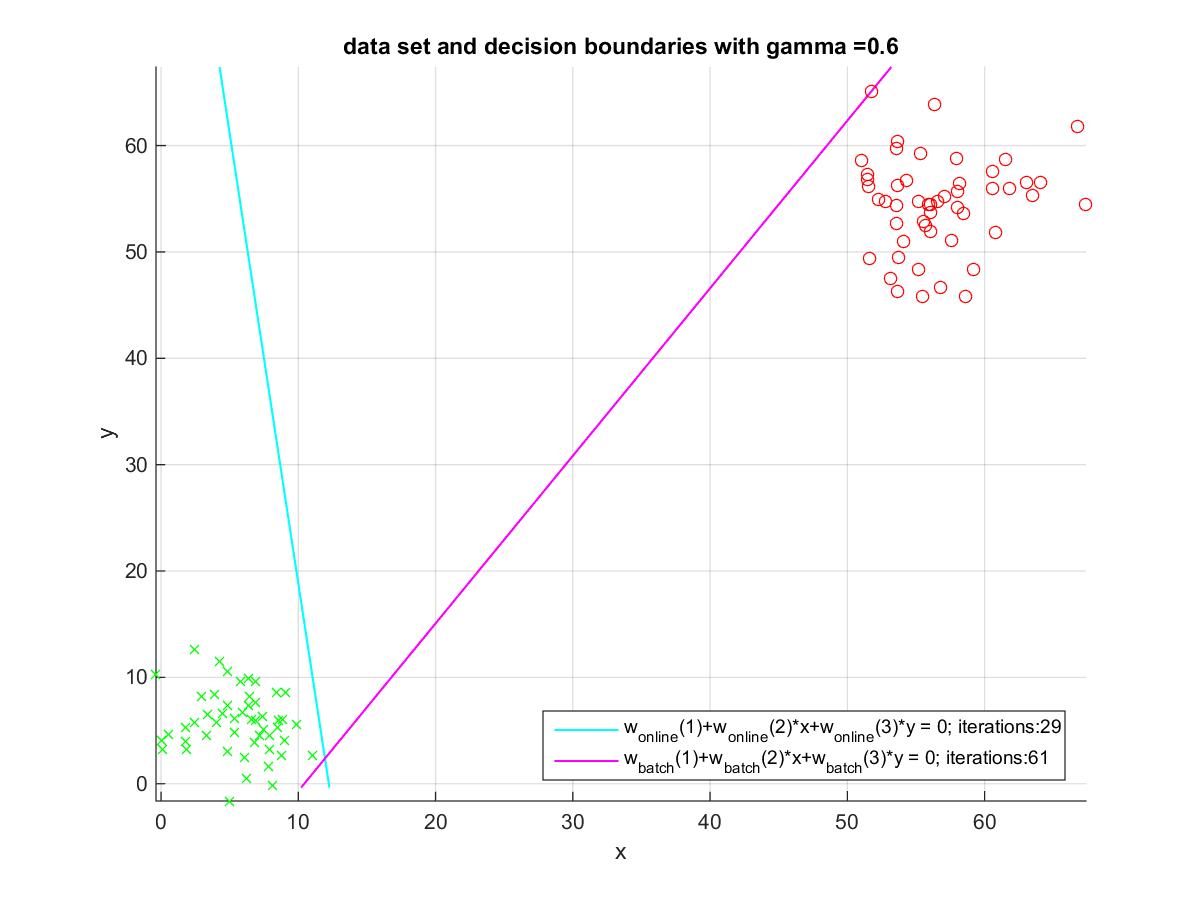 data set and decision boundaries with gamma =0.6
60
50
40
30
20
10
0
y
w_online(1)+w_online(2)*x+w_online(3)*y = 0; iterations:29
w_batch(1)+w_batch(2)*x+w_batch(3)*y = 0; iterations:61
0 10 20 30 40 50 60
x